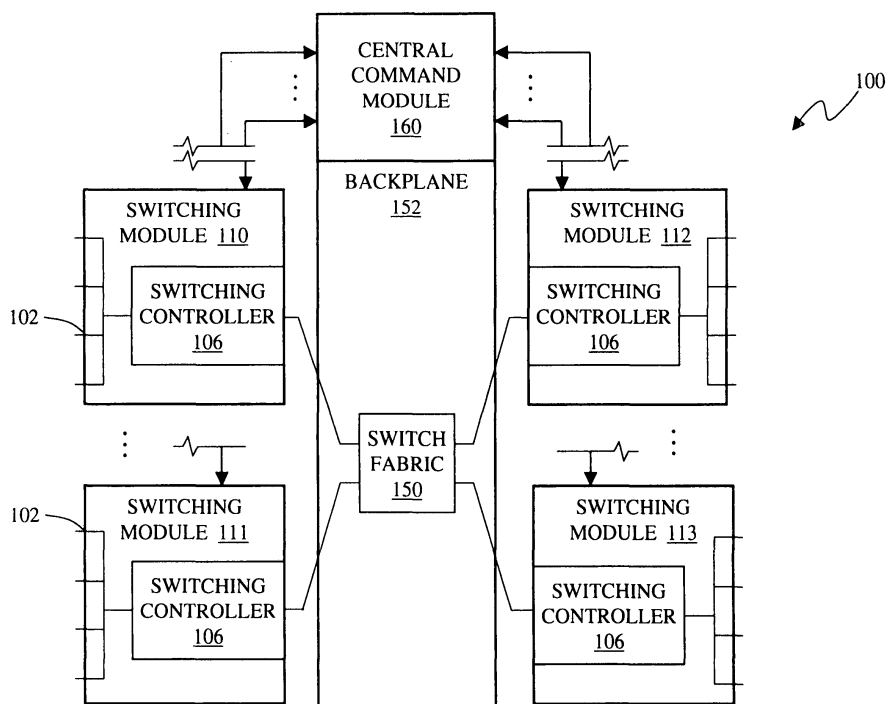 CENTRAL
COMMAND
MODULE
160
100
BACKPLANE
152
SWITCHING
MODULE 110
SWITCHING
CONTROLLER
106
102
SWITCHING
MODULE 112
SWITCHING
CONTROLLER
106
SWITCH
FABRIC
150
SWITCHING
MODULE 111
SWITCHING
CONTROLLER
106
102
SWITCHING
MODULE 113
SWITCHING
CONTROLLER
106